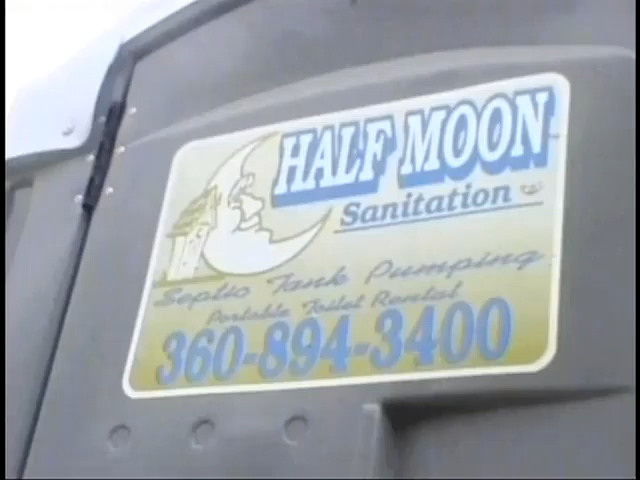 HALF MOON
Sanitation
Septic Tank Pumping
Portable Toilet Rental
360-894-3400